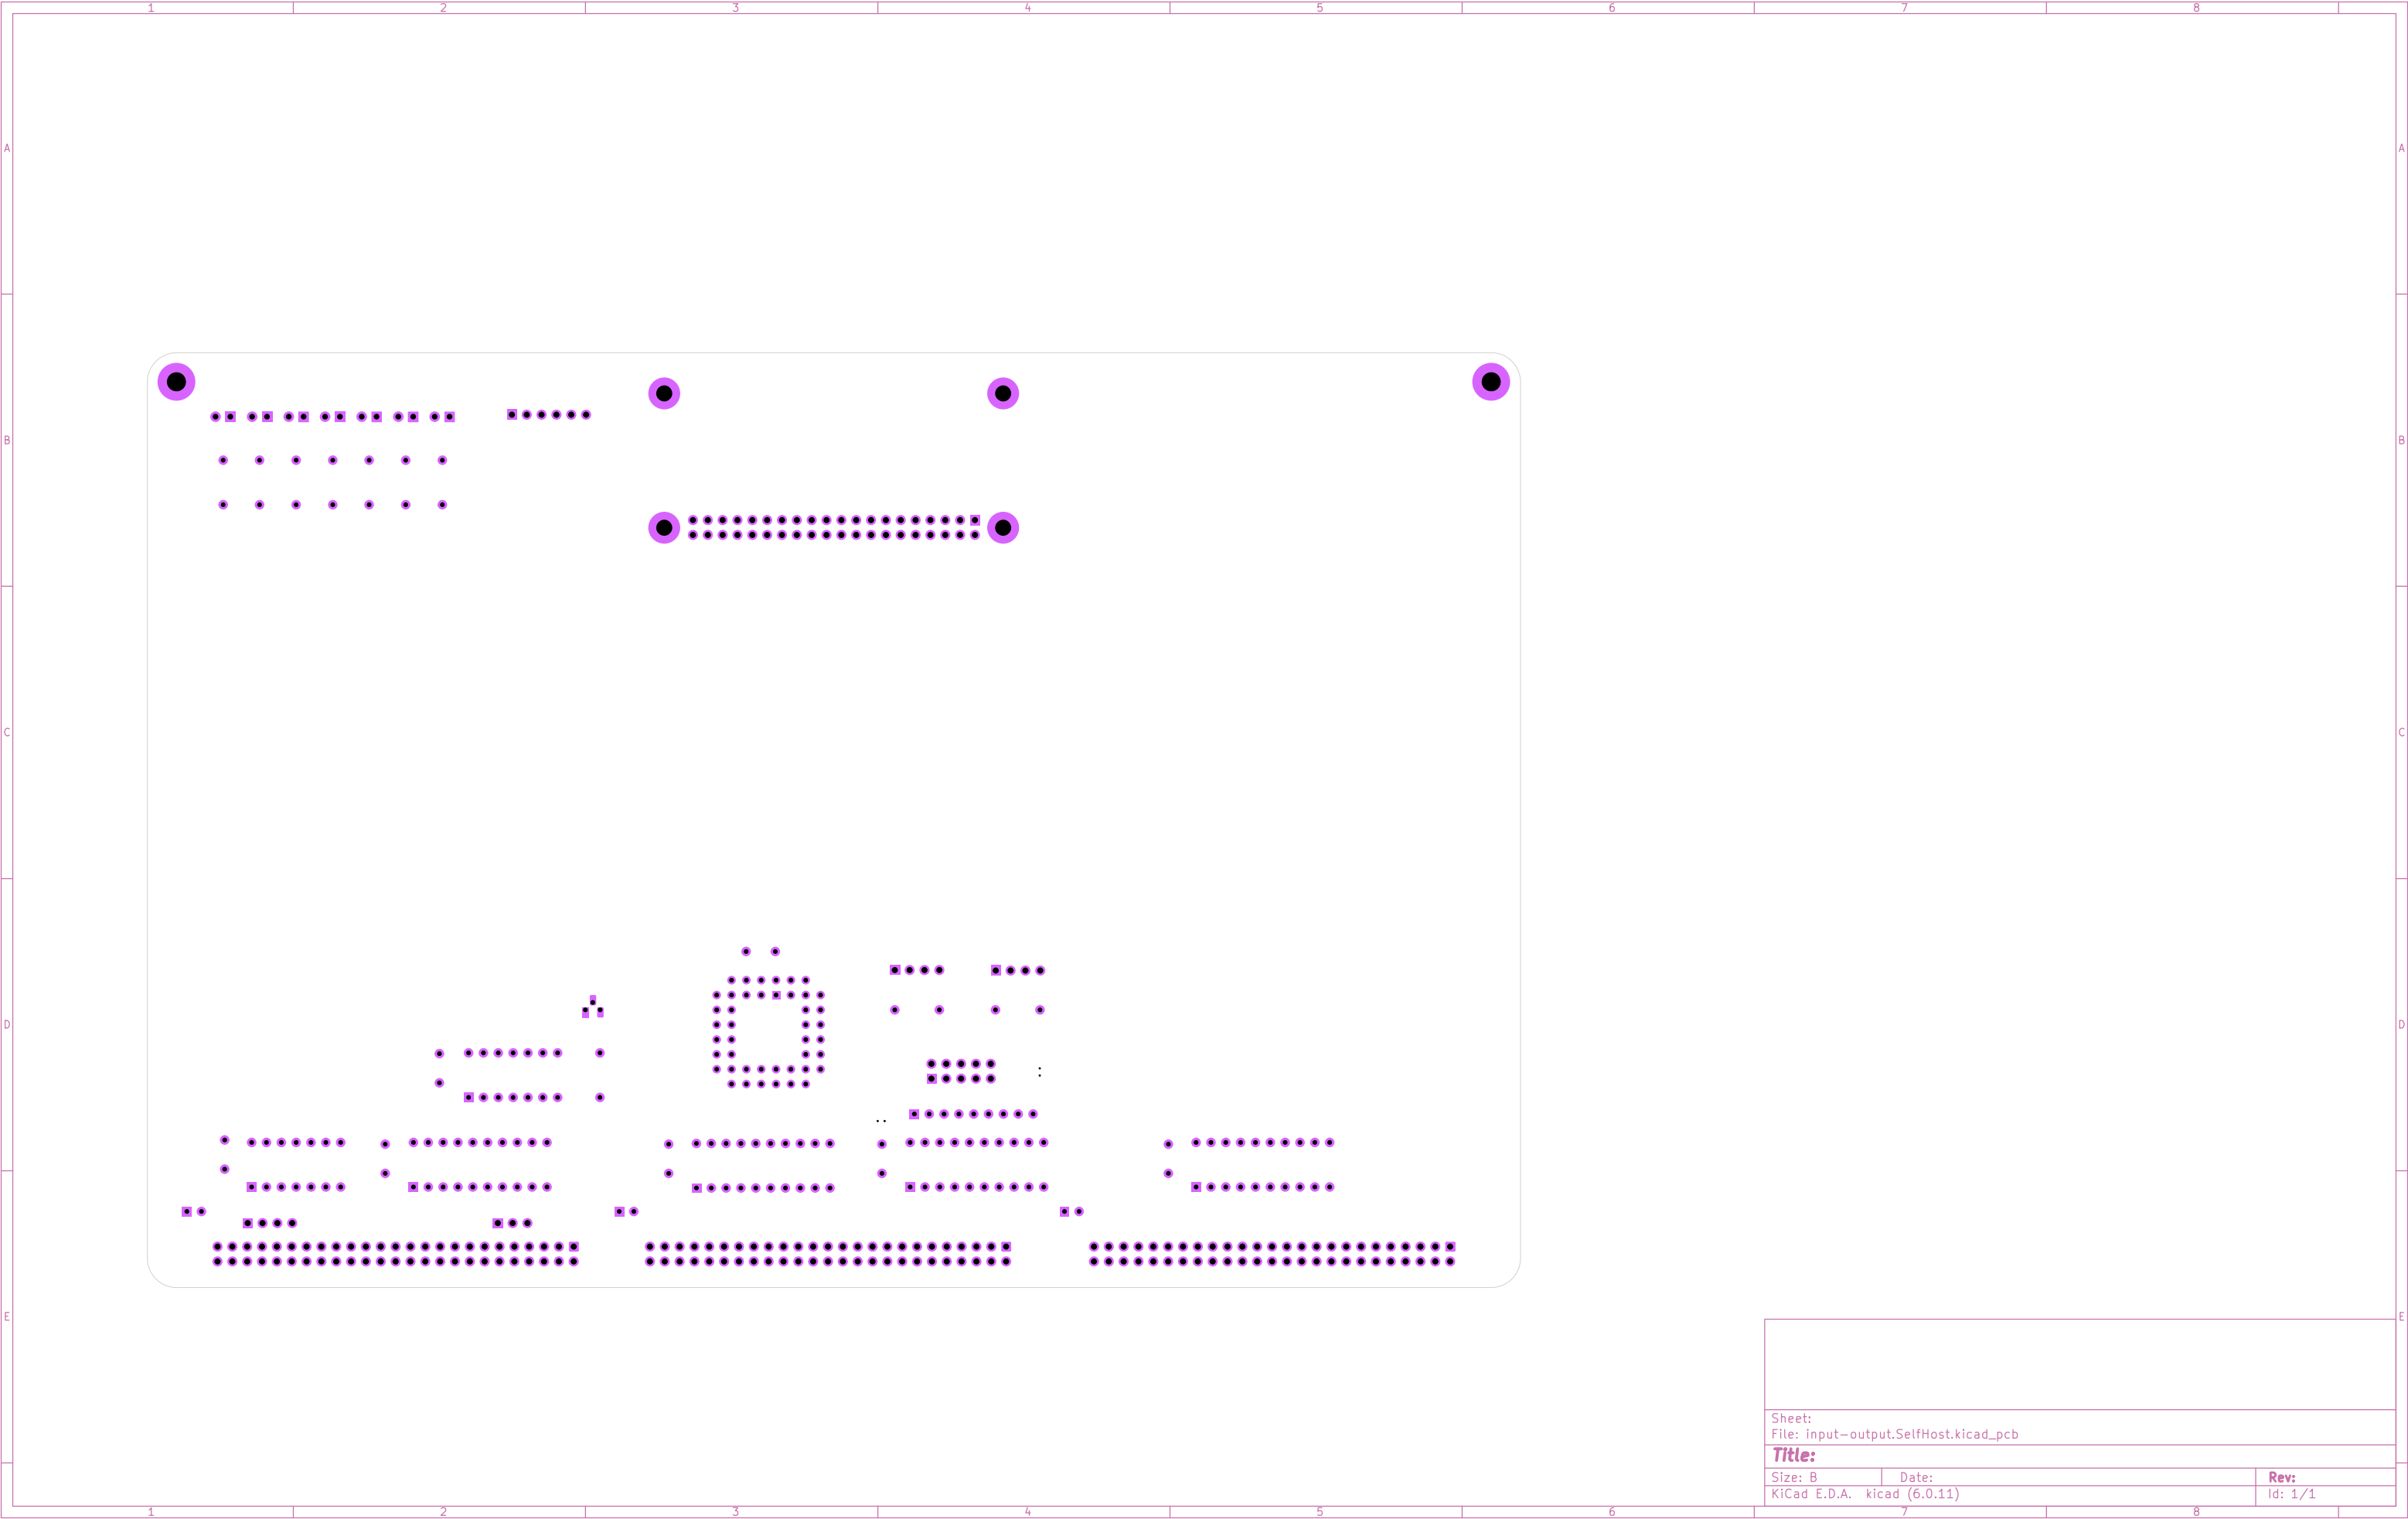 1 2 3 4 5 6 7 8
A A
B B
C C
D D
E E
Sheet:
File: input-output.SelfHost.kicad_pcb
Title:
Size: B Date: Rev:
KiCad E.D.A. kicad (6.0.11) Id: 1/1
1 2 3 4 5 6 7 8